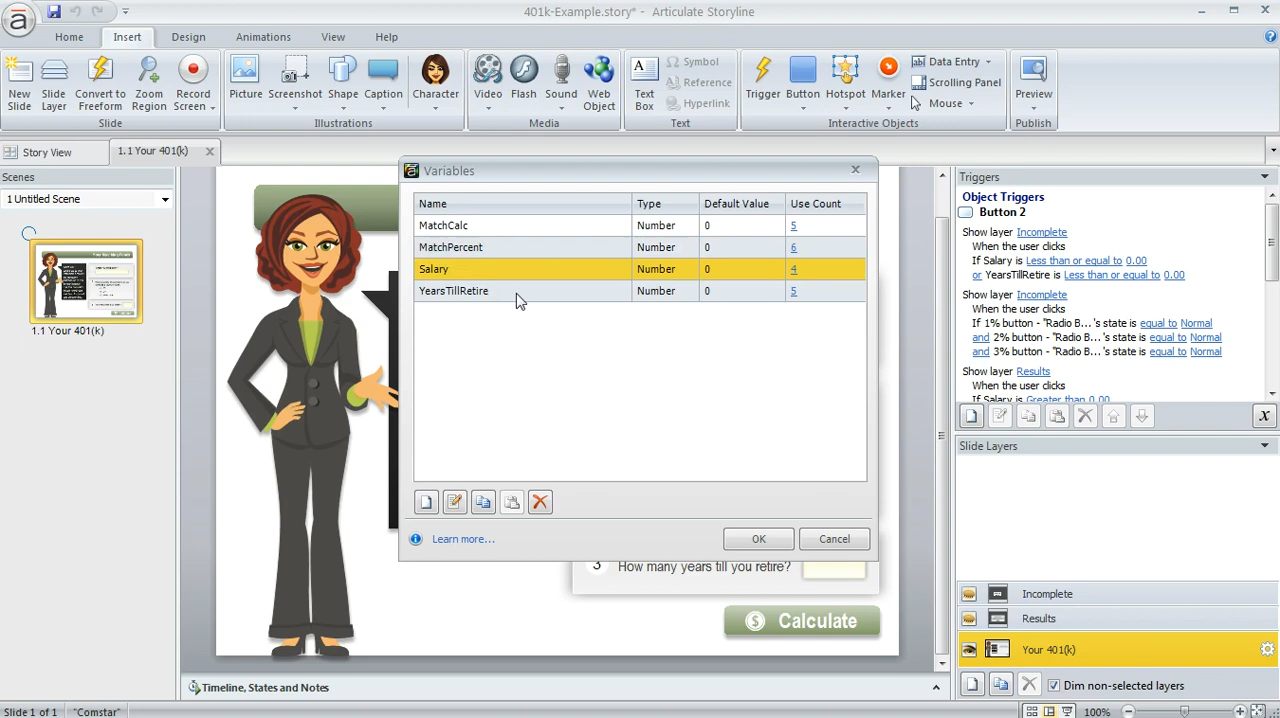 401k-Example.story* - Articulate Storyline
Home Insert Design Animations View Help
New Slide
Slide Layer
Convert to Freeform
Zoom Region
Record Screen
Slide
Picture
Screenshot
Shape
Caption
Character
Illustrations
Video
Flash
Sound
Web Object
Media
Text Box
Symbol
Reference
Hyperlink
Text
Trigger
Button
Hotspot
Marker
Data Entry
Scrolling Panel
Mouse
Interactive Objects
Preview
Publish
Story View
1.1 Your 401(k)
Scenes
1 Untitled Scene
1.1 Your 401(k)
Variables
Name Type Default Value Use Count
MatchCalc Number 0 5
MatchPercent Number 0 6
Salary Number 0 4
YearsTillRetire Number 0 5
Learn more...
OK
Cancel
3 How many years till you retire?
$ Calculate
Triggers
Object Triggers
Button 2
Show layer Incomplete
When the user clicks
If Salary is Less than or equal to 0.00
or YearsTillRetire is Less than or equal to 0.00
Show layer Incomplete
When the user clicks
If 1% button - "Radio B... 's state is equal to Normal
and 2% button - "Radio B... 's state is equal to Normal
and 3% button - "Radio B... 's state is equal to Normal
Show layer Results
When the user clicks
If Salary is Greater than 0.00
Slide Layers
Incomplete
Results
Your 401(k)
Dim non-selected layers
Timeline, States and Notes
Slide 1 of 1 "Comstar" 100%